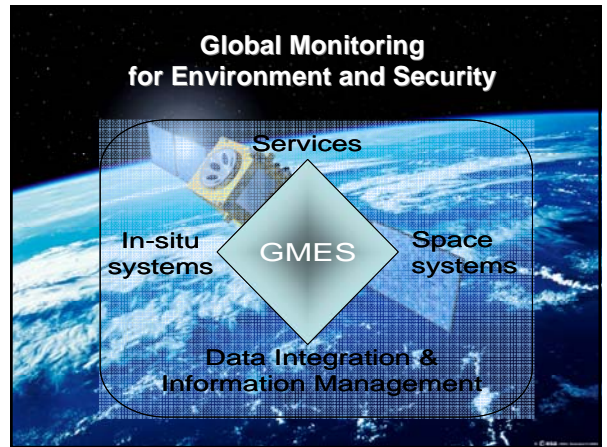 Global Monitoring
for Environment and Security
Services
In-situ
systems
GMES
Space
systems
Data Integration &
Information Management